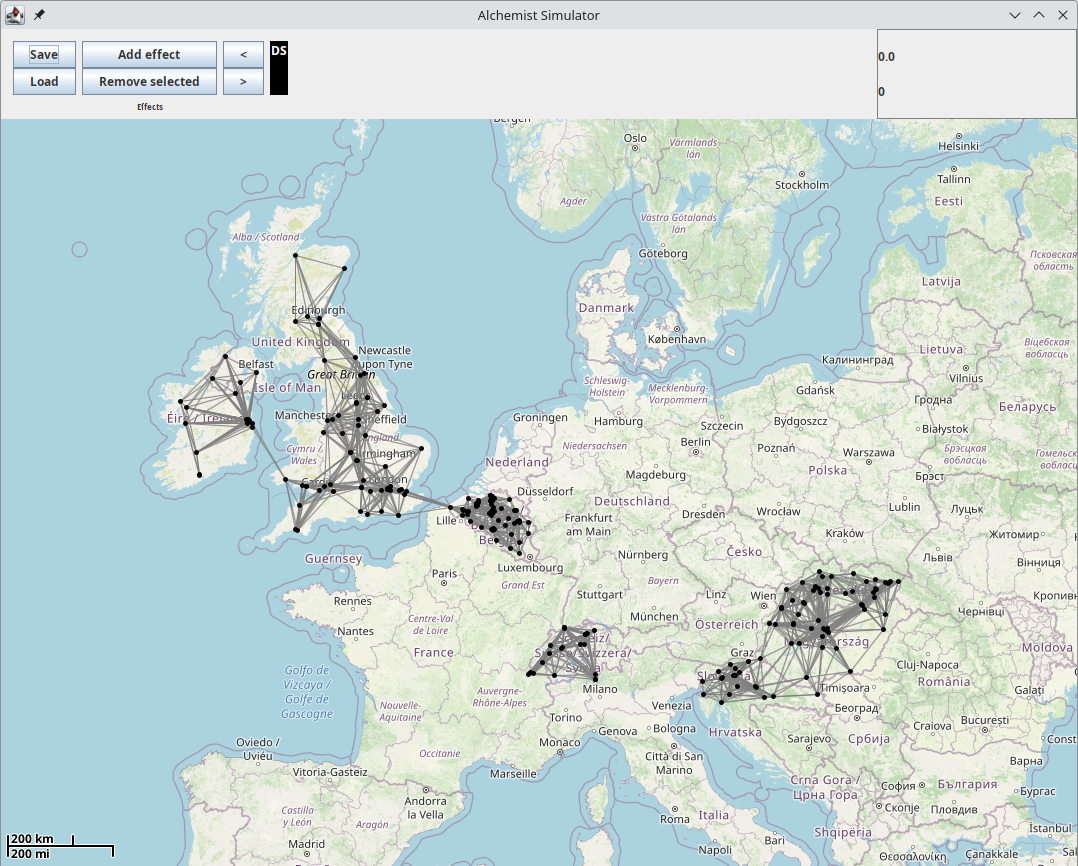 Alchemist Simulator
Save
Add effect
<
DS
Load
Remove selected
>
Effects
0.0
0
Bergen
Oslo
Värmlands
län
Helsinki
Stockholm
Tallinn
Eesti
Agder
Västra Götalands
län
Alba / Scotland
Göteborg
Псковская
область
Latvija
Danmark
Edinburgh
United Kingdom
København
Lietuva
Віцебская
вобласць
Newcastle
upon Tyne
Калининград
Belfast
Great Britain
Vilnius
Isle of Man
Schleswig-
Holstein
Mecklenburg-
Vorpommern
Gdańsk
Гродна
Беларусь
Éire / Ireland
Manchester
Sheffield
Groningen
Hamburg
Szczecin
Bydgoszcz
Białystok
England
Niedersachsen
Berlin
Poznań
Warszawa
Брэсцкая
вобласць
Cymru /
Wales
Birmingham
Nederland
Polska
Magdeburg
Брэст
London
Düsseldorf
Deutschland
Lublin
Луцьк
Lille
Frankfurt
am Main
Dresden
Wrocław
Kraków
Житомир
Guernsey
Luxembourg
Nürnberg
Česko
Львів
Вінниця
Paris
Grand Est
Stuttgart
Bayern
Linz
Wien
Rennes
Чернівці
Nantes
Centre-Val
de Loire
München
Österreich
France
Graz
Cluj-Napoca
Moldova
Golfo de
Vizcaya /
Golfe de
Gascogne
Auvergne-
Rhône-Alpes
Milano
Timișoara
România
Galați
Nouvelle-
Aquitaine
Torino
Venezia
Београд
Genova
Bologna
Hrvatska
Sarajevo
Србија
Craiova
București
Oviedo /
Uviéu
Occitanie
Monaco
Città di San
Marino
Marseille
Vitoria-Gasteiz
Варна
Crna Gora /
Црна Гора
София
България
Бургас
Andorra
la Vella
Castilla
y León
Aragón
Roma
Italia
Скопје
Пловдив
Shqipëria
İstanbul
Madrid
Napoli
Bari
Θεσσαλονίκη
Çanakkale
200 km
200 mi